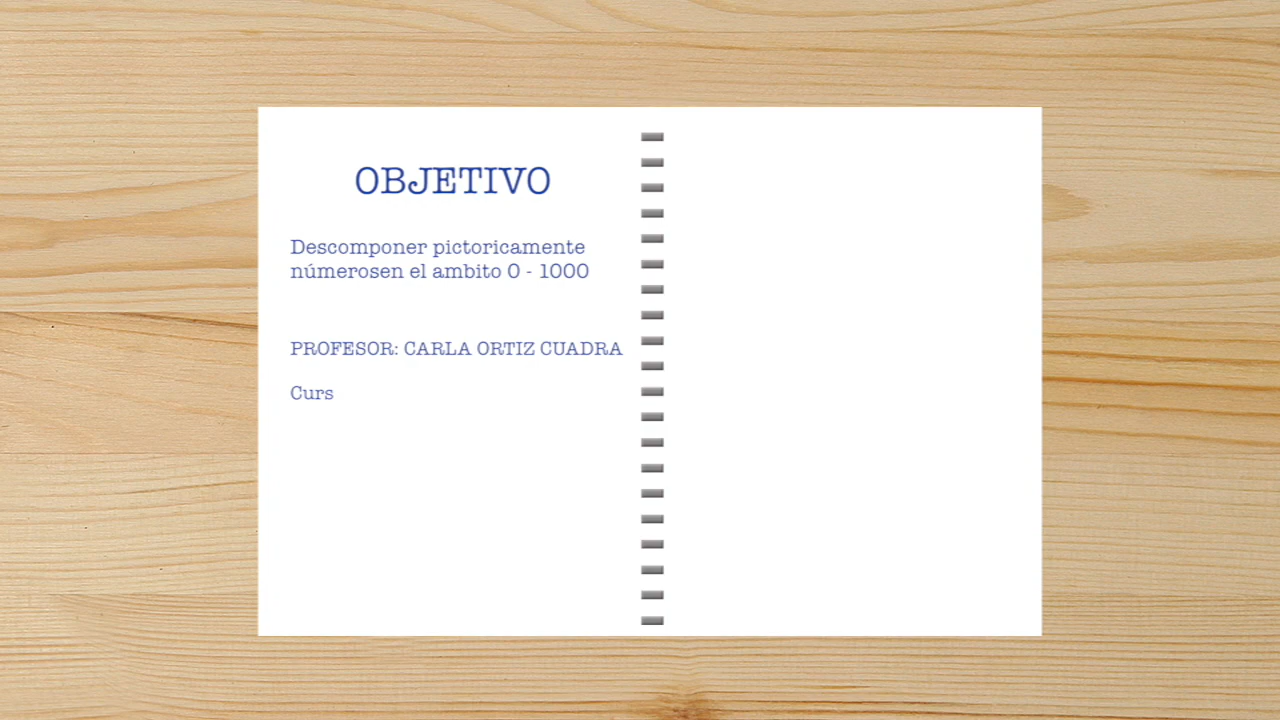 OBJETIVO
Descomponer pictoricamente
númerosen el ambito 0 - 1000
PROFESOR: CARLA ORTIZ CUADRA
Curs